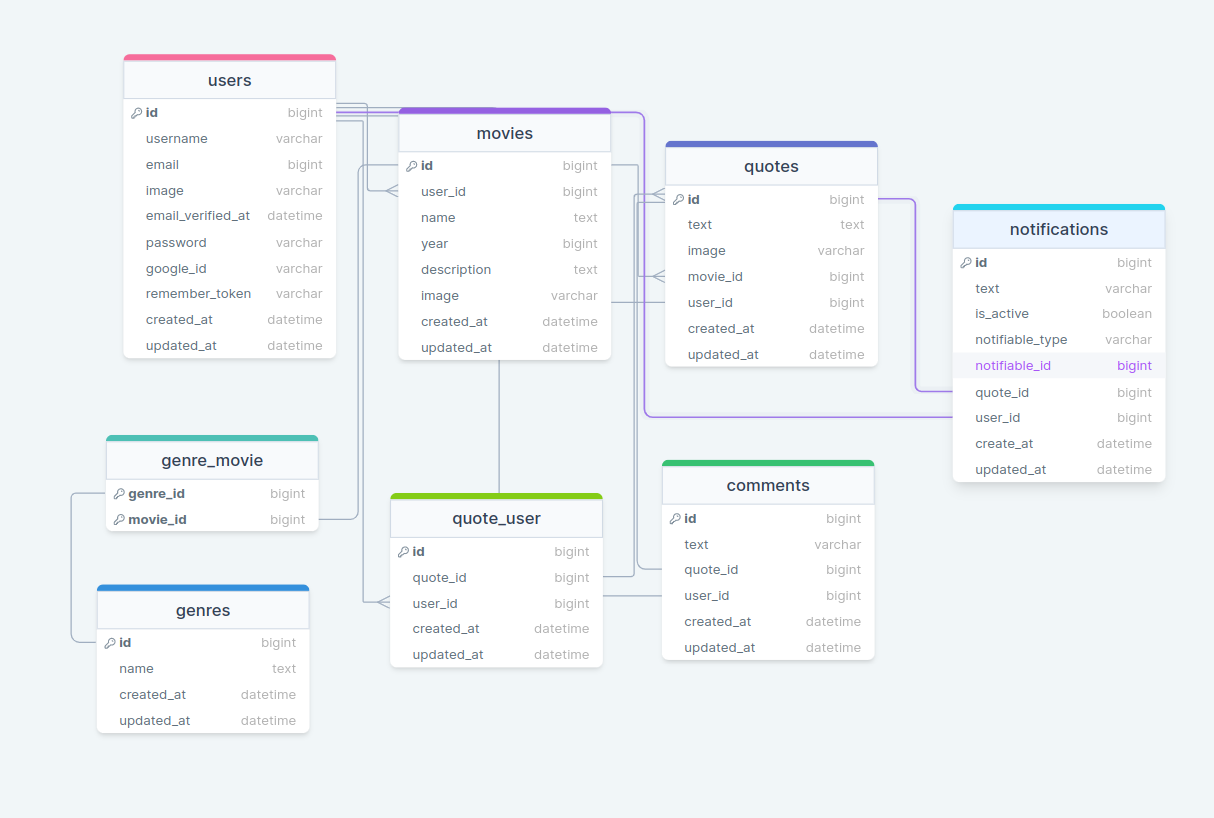 users
id bigint
username varchar
email bigint
image varchar
email_verified_at datetime
password varchar
google_id varchar
remember_token varchar
created_at datetime
updated_at datetime
movies
id bigint
user_id bigint
name text
year bigint
description text
image varchar
created_at datetime
updated_at datetime
quotes
id bigint
text text
image varchar
movie_id bigint
user_id bigint
created_at datetime
updated_at datetime
notifications
id bigint
text varchar
is_active boolean
notifiable_type varchar
notifiable_id bigint
quote_id bigint
user_id bigint
create_at datetime
updated_at datetime
genre_movie
genre_id bigint
movie_id bigint
quote_user
id bigint
quote_id bigint
user_id bigint
created_at datetime
updated_at datetime
comments
id bigint
text varchar
quote_id bigint
user_id bigint
created_at datetime
updated_at datetime
genres
id bigint
name text
created_at datetime
updated_at datetime